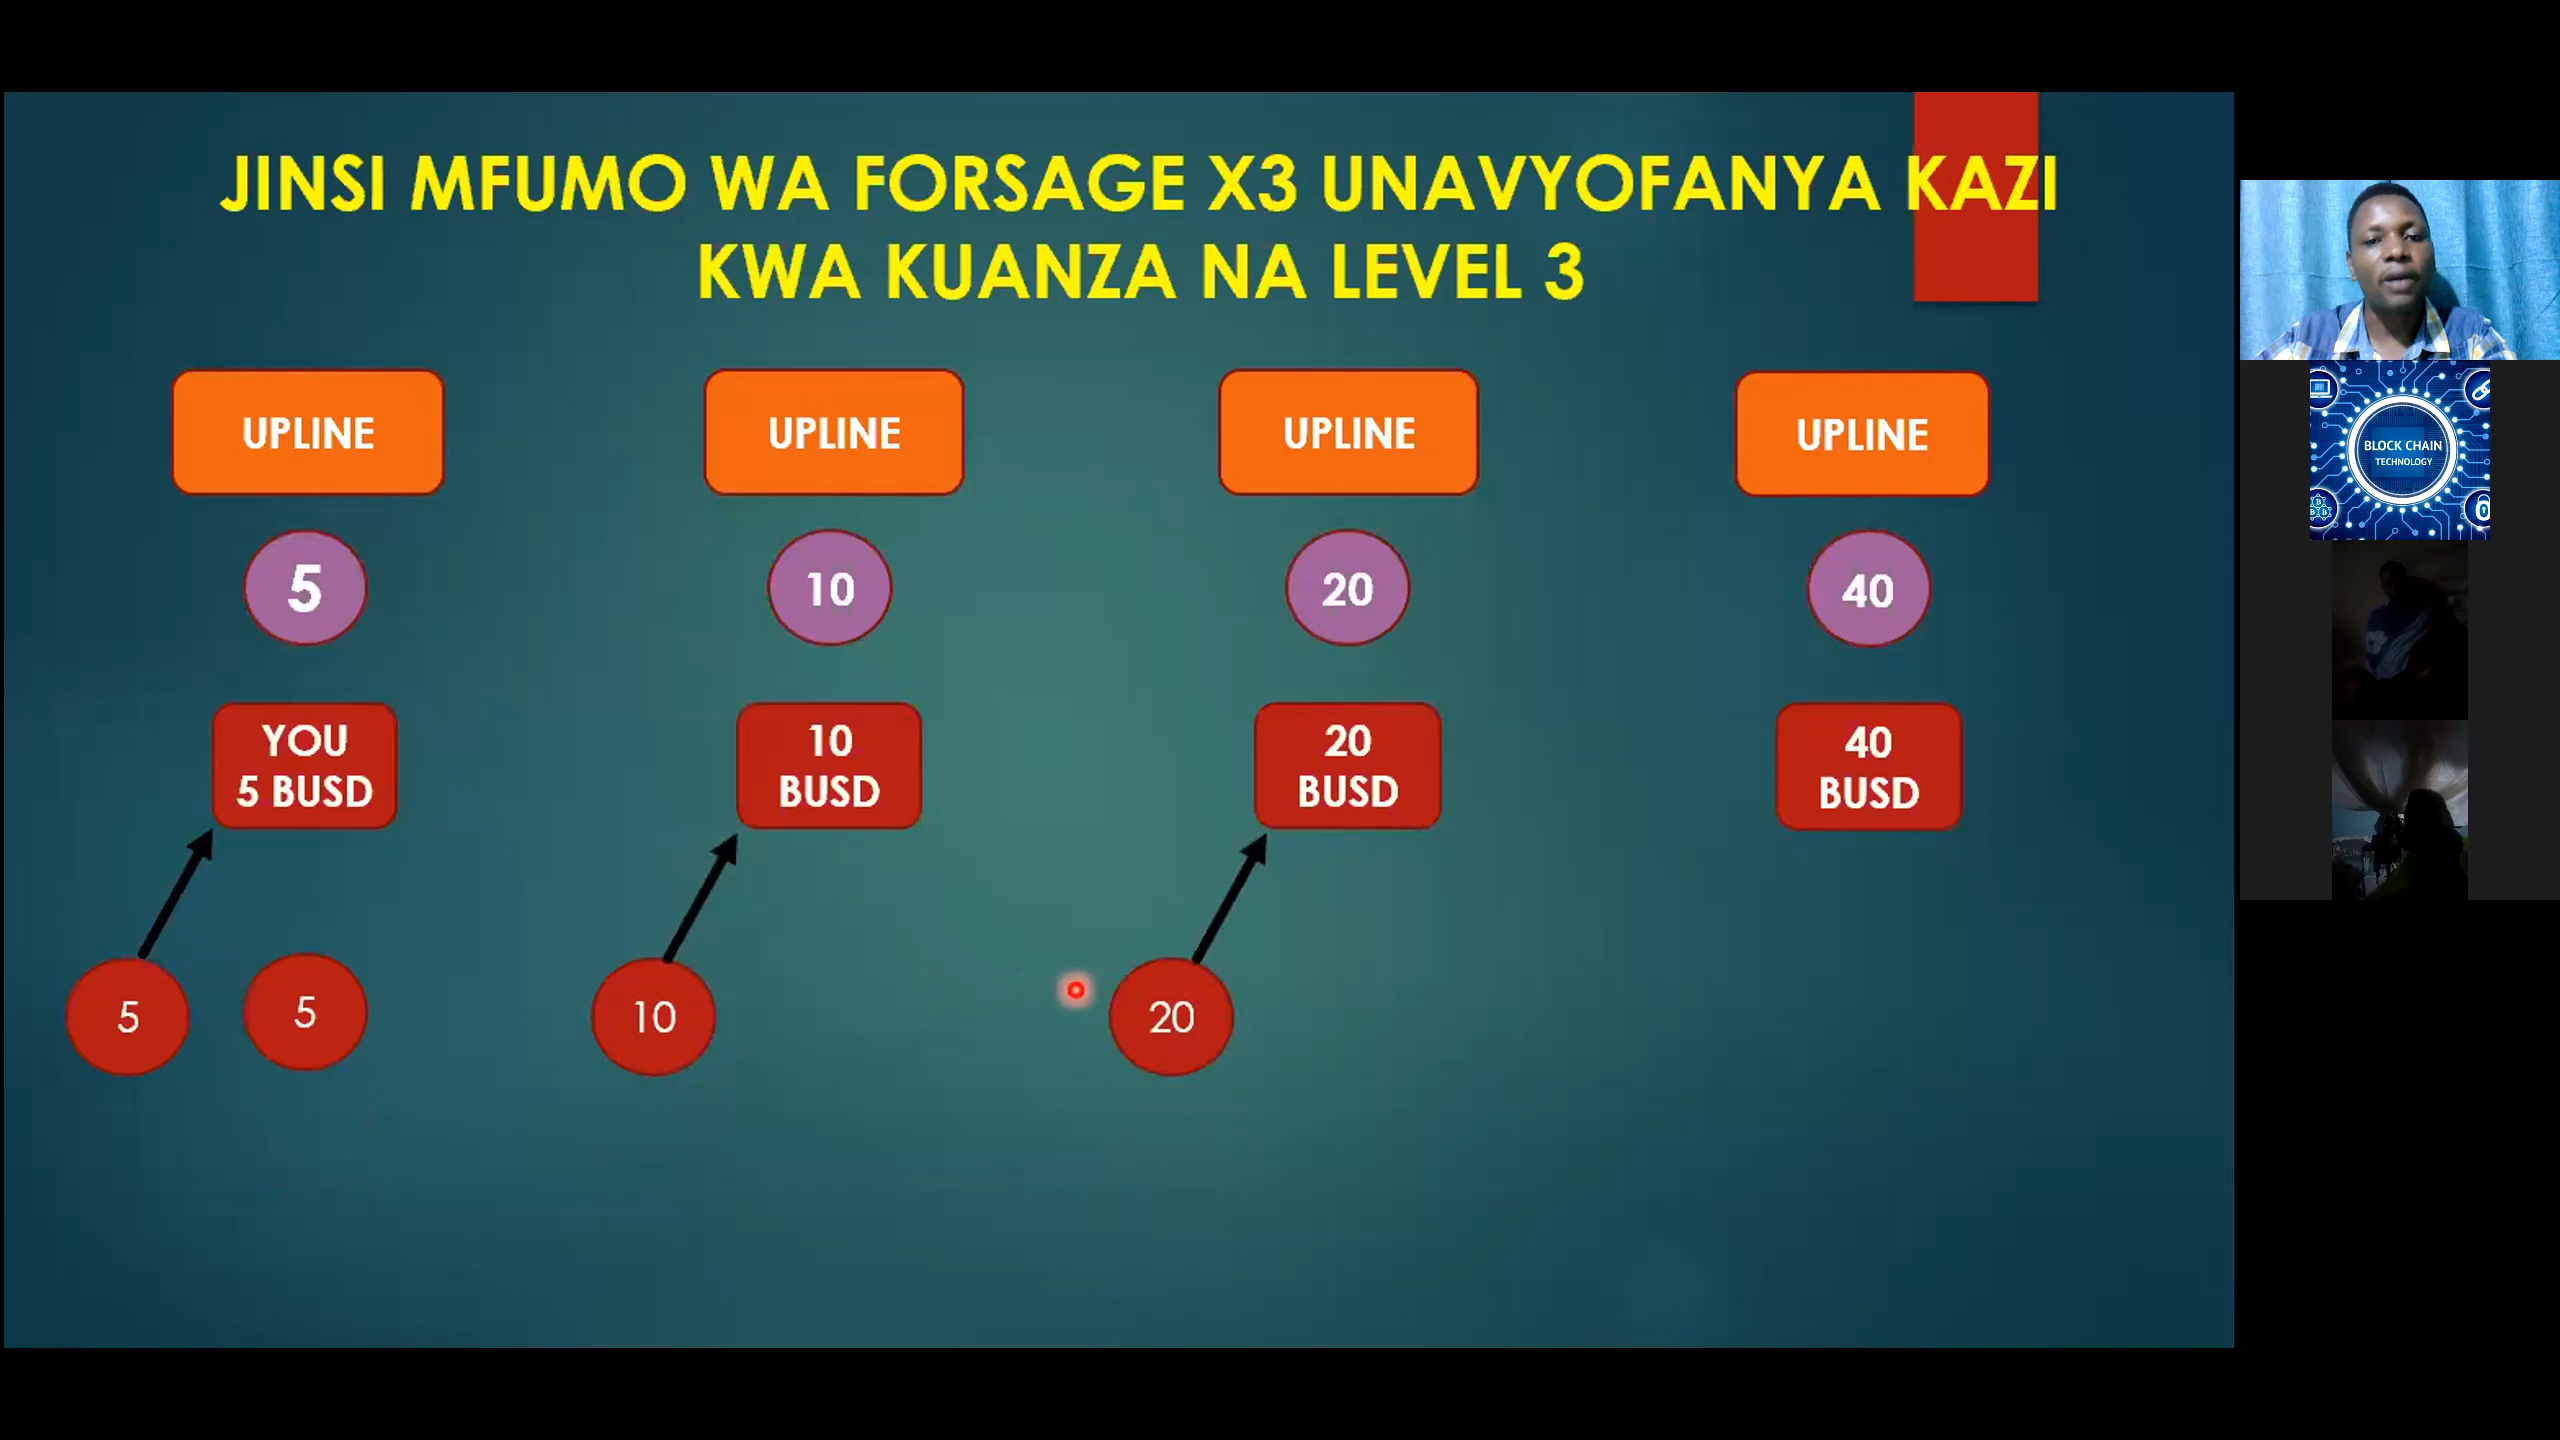 JINSI MFUMO WA FORSAGE X3 UNAVYOFANYA KAZI
KWA KUANZA NA LEVEL 3
UPLINE
UPLINE
UPLINE
UPLINE
5
10
20
40
YOU
5 BUSD
10
BUSD
20
BUSD
40
BUSD
5
5
10
20
BLOCK CHAIN
TECHNOLOGY